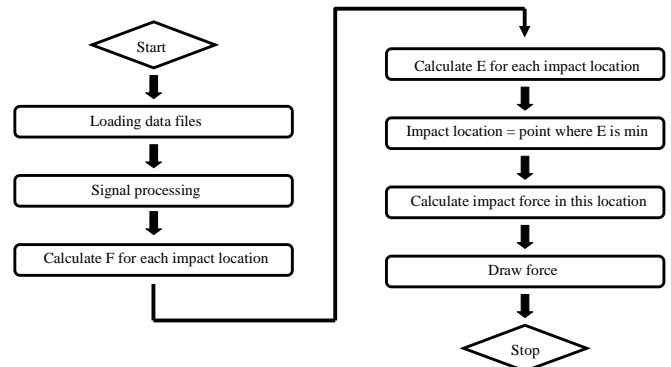 Start
Loading data files
Signal processing
Calculate F for each impact location
Calculate E for each impact location
Impact location = point where E is min
Calculate impact force in this location
Draw force
Stop